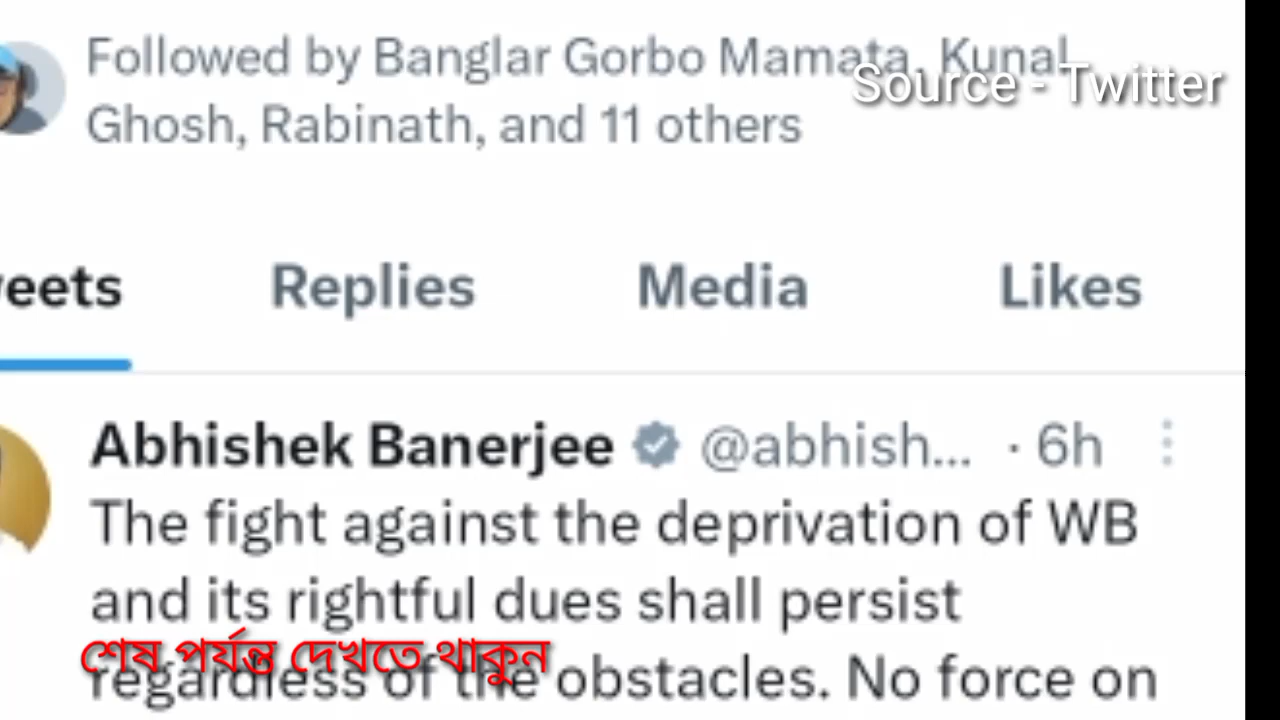 Followed by Banglar Gorbo Mamata, Kunal
Source - Twitter
Ghosh, Rabinath, and 11 others
weets
Replies
Media
Likes
Abhishek Banerjee @abhish... · 6h
The fight against the deprivation of WB
and its rightful dues shall persist
শেষ পর্যন্ত দেখতে থাকুন
regardless of the obstacles. No force on